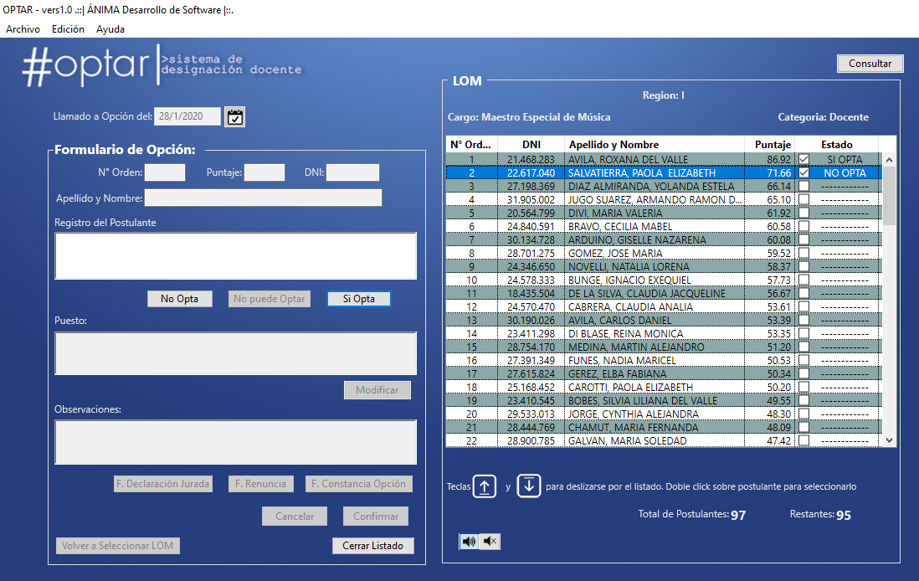 OPTAR - vers1.0 .::| ÁNIMA Desarrollo de Software |::.
Archivo Edición Ayuda
#optar >sistema de
designación docente
Llamado a Opción del: 28/1/2020
Formulario de Opción:
N° Orden: Puntaje: DNI:
Apellido y Nombre:
Registro del Postulante
No Opta No puede Optar Si Opta
Puesto:
Modificar
Observaciones:
F. Declaración Jurada F. Renuncia F. Constancia Opción
Cancelar Confirmar
Volver a Seleccionar LOM Cerrar Listado
Consultar
LOM
Region: I
Cargo: Maestro Especial de Música Categoria: Docente
N° Ord... DNI Apellido y Nombre Puntaje Estado
1 21.468.283 AVILA, ROXANA DEL VALLE 86.92 SI OPTA
2 22.617.040 SALVATIERRA, PAOLA ELIZABETH 71.66 NO OPTA
3 27.198.369 DIAZ ALMIRANDA, YOLANDA ESTELA 66.14 ------------
4 31.905.002 JUGO SUAREZ, ARMANDO RAMON D... 65.10 ------------
5 20.564.799 DIVI, MARIA VALERIA 61.92 ------------
6 24.840.591 BRAVO, CECILIA MABEL 60.58 ------------
7 30.134.728 ARDUINO, GISELLE NAZARENA 60.08 ------------
8 28.701.275 GOMEZ, JOSE MARIA 59.52 ------------
9 24.346.650 NOVELLI, NATALIA LORENA 58.37 ------------
10 24.578.333 BUNGE, IGNACIO EXEQUIEL 57.73 ------------
11 18.435.504 DE LA SILVA, CLAUDIA JACQUELINE 56.67 ------------
12 24.570.470 CABRERA, CLAUDIA ANALIA 53.61 ------------
13 30.190.026 AVILA, CARLOS DANIEL 53.39 ------------
14 23.411.298 DI BLASE, REINA MONICA 53.35 ------------
15 28.754.170 MEDINA, MARTIN ALEJANDRO 51.20 ------------
16 27.391.349 FUNES, NADIA MARICEL 50.53 ------------
17 27.615.824 GEREZ, ELBA FABIANA 50.34 ------------
18 25.168.452 CAROTTI, PAOLA ELIZABETH 50.20 ------------
19 23.410.545 BOBES, SILVIA LILIANA DEL VALLE 49.55 ------------
20 29.533.013 JORGE, CYNTHIA ALEJANDRA 48.30 ------------
21 28.444.769 CHAMUT, MARIA FERNANDA 48.09 ------------
22 28.900.785 GALVAN, MARIA SOLEDAD 47.42 ------------
Teclas y para deslizarse por el listado. Doble click sobre postulante para seleccionarlo
Total de Postulantes: 97 Restantes: 95